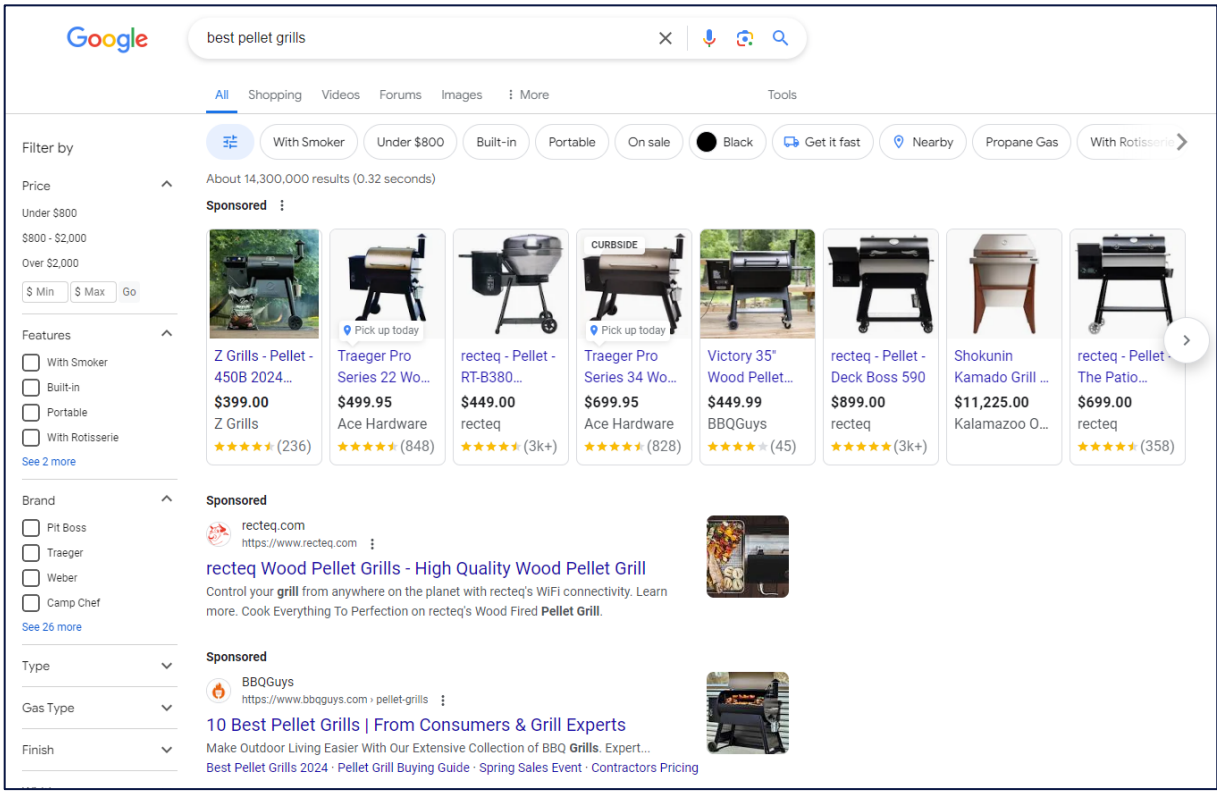 Google
best pellet grills
All Shopping Videos Forums Images More Tools
With Smoker Under $800 Built-in Portable On sale Black Get it fast Nearby Propane Gas With Rotisserie
Filter by
Price
Under $800
$800 - $2,000
Over $2,000
$ Min $ Max Go
Features
With Smoker
Built-in
Portable
With Rotisserie
See 2 more
Brand
Pit Boss
Traeger
Weber
Camp Chef
See 26 more
Type
Gas Type
Finish
About 14,300,000 results (0.32 seconds)
Sponsored
Z Grills - Pellet -
450B 2024...
$399.00
Z Grills
(236)
Pick up today
Traeger Pro
Series 22 Wo...
$499.95
Ace Hardware
(848)
recteq - Pellet -
RT-B380...
$449.00
recteq
(3k+)
CURBSIDE
Pick up today
Traeger Pro
Series 34 Wo...
$699.95
Ace Hardware
(828)
Victory 35"
Wood Pellet...
$449.99
BBQGuys
(45)
recteq - Pellet -
Deck Boss 590
$899.00
recteq
(3k+)
Shokunin
Kamado Grill ...
$11,225.00
Kalamazoo O...
recteq - Pellet -
The Patio...
$699.00
recteq
(358)
Sponsored
recteq.com
https://www.recteq.com
recteq Wood Pellet Grills - High Quality Wood Pellet Grill
Control your grill from anywhere on the planet with recteq's WiFi connectivity. Learn
more. Cook Everything To Perfection on recteq's Wood Fired Pellet Grill.
Sponsored
BBQGuys
https://www.bbqguys.com › pellet-grills
10 Best Pellet Grills | From Consumers & Grill Experts
Make Outdoor Living Easier With Our Extensive Collection of BBQ Grills. Expert...
Best Pellet Grills 2024 · Pellet Grill Buying Guide · Spring Sales Event · Contractors Pricing